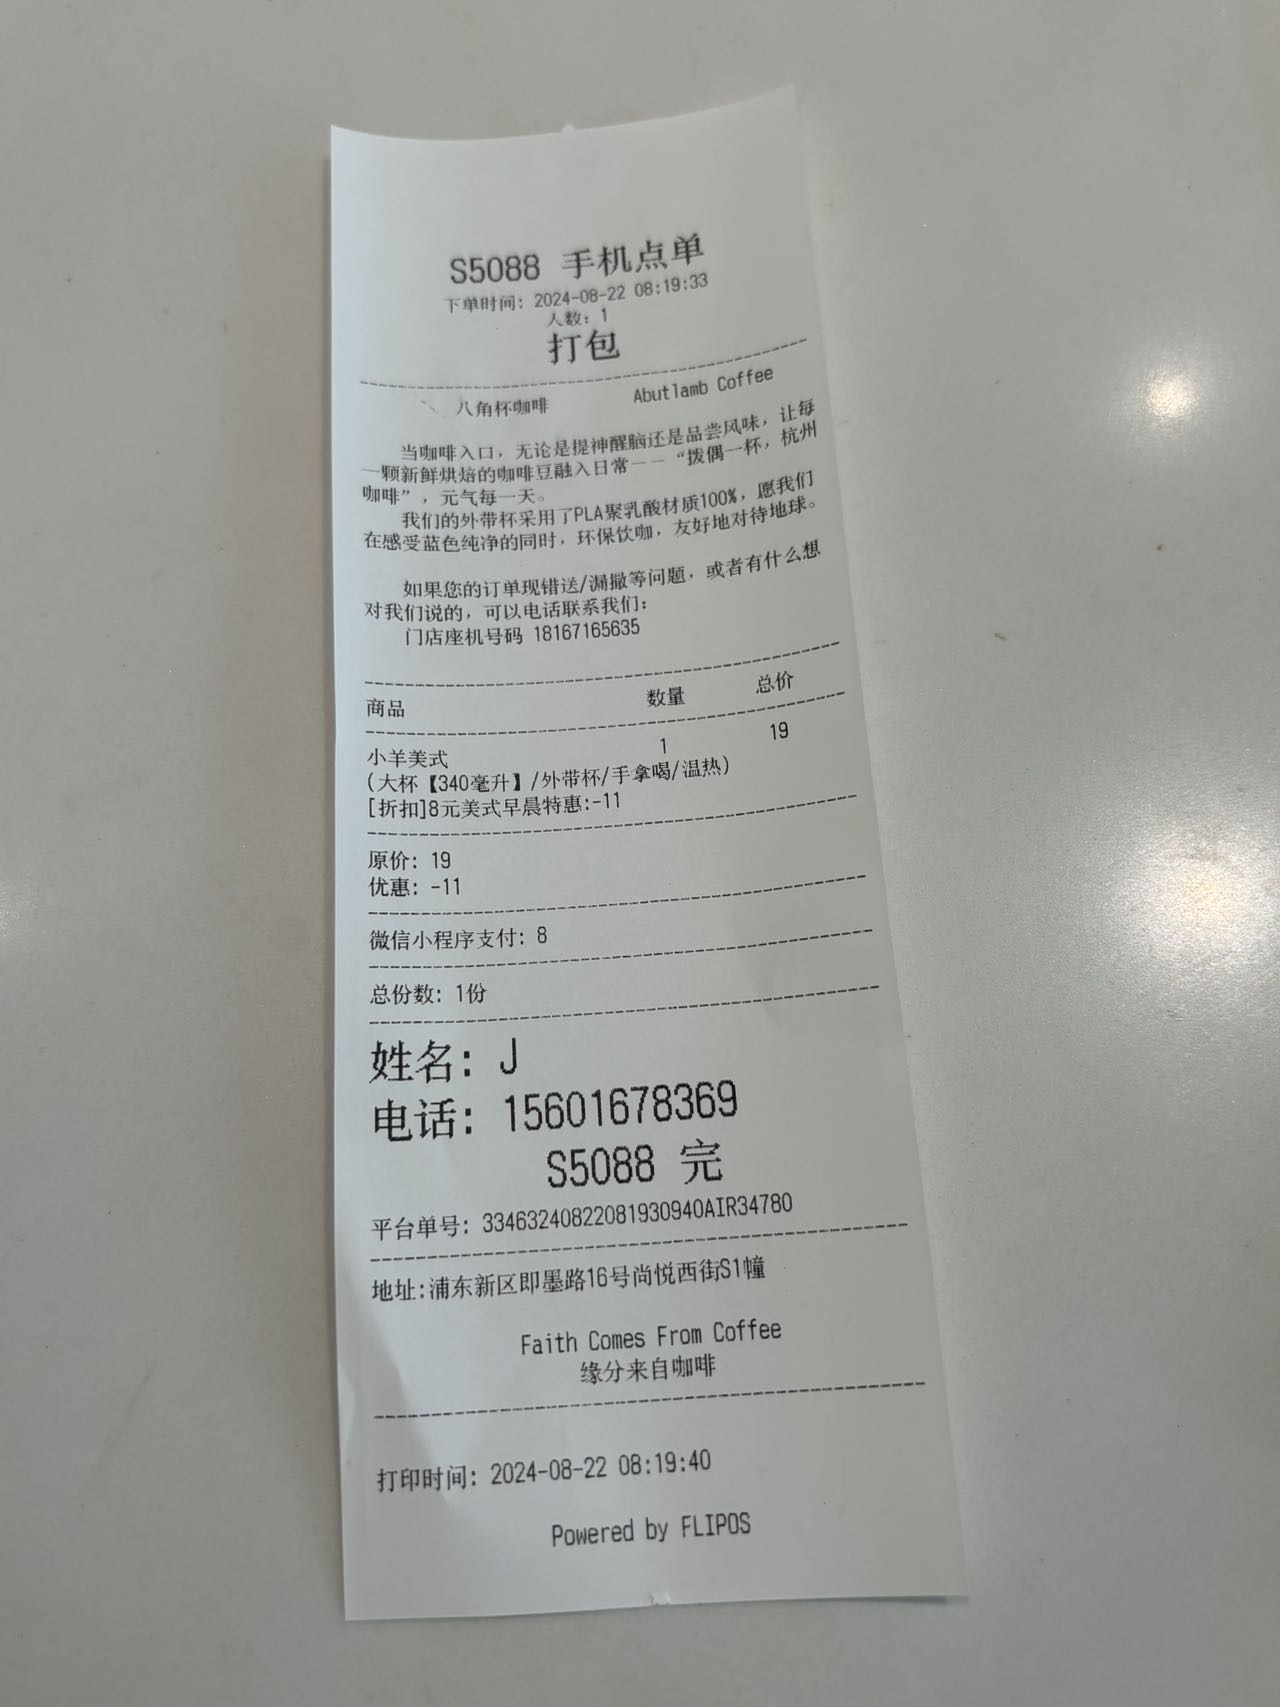 S5088 手机点单
下单时间: 2024-08-22 08:19:33
人数: 1
打包
八角杯咖啡 Abutlamb Coffee
当咖啡入口，无论是提神醒脑还是品尝风味，让每
一颗新鲜烘焙的咖啡豆融入日常——“拨偶一杯，杭州
咖啡”，元气每一天。
我们的外带杯采用了PLA聚乳酸材质100%，愿我们
在感受蓝色纯净的同时，环保饮咖，友好地对待地球。
如果您的订单现错送/漏撒等问题，或者有什么想
对我们说的，可以电话联系我们:
门店座机号码 18167165635
商品 数量 总价
小羊美式 1 19
(大杯【340毫升】/外带杯/手拿喝/温热)
[折扣]8元美式早晨特惠:-11
原价: 19
优惠: -11
微信小程序支付: 8
总份数: 1份
姓名: J
电话: 15601678369
S5088 完
平台单号: 33463240822081930940AIR34780
地址:浦东新区即墨路16号尚悦西街S1幢
Faith Comes From Coffee
缘分来自咖啡
打印时间: 2024-08-22 08:19:40
Powered by FLIPOS